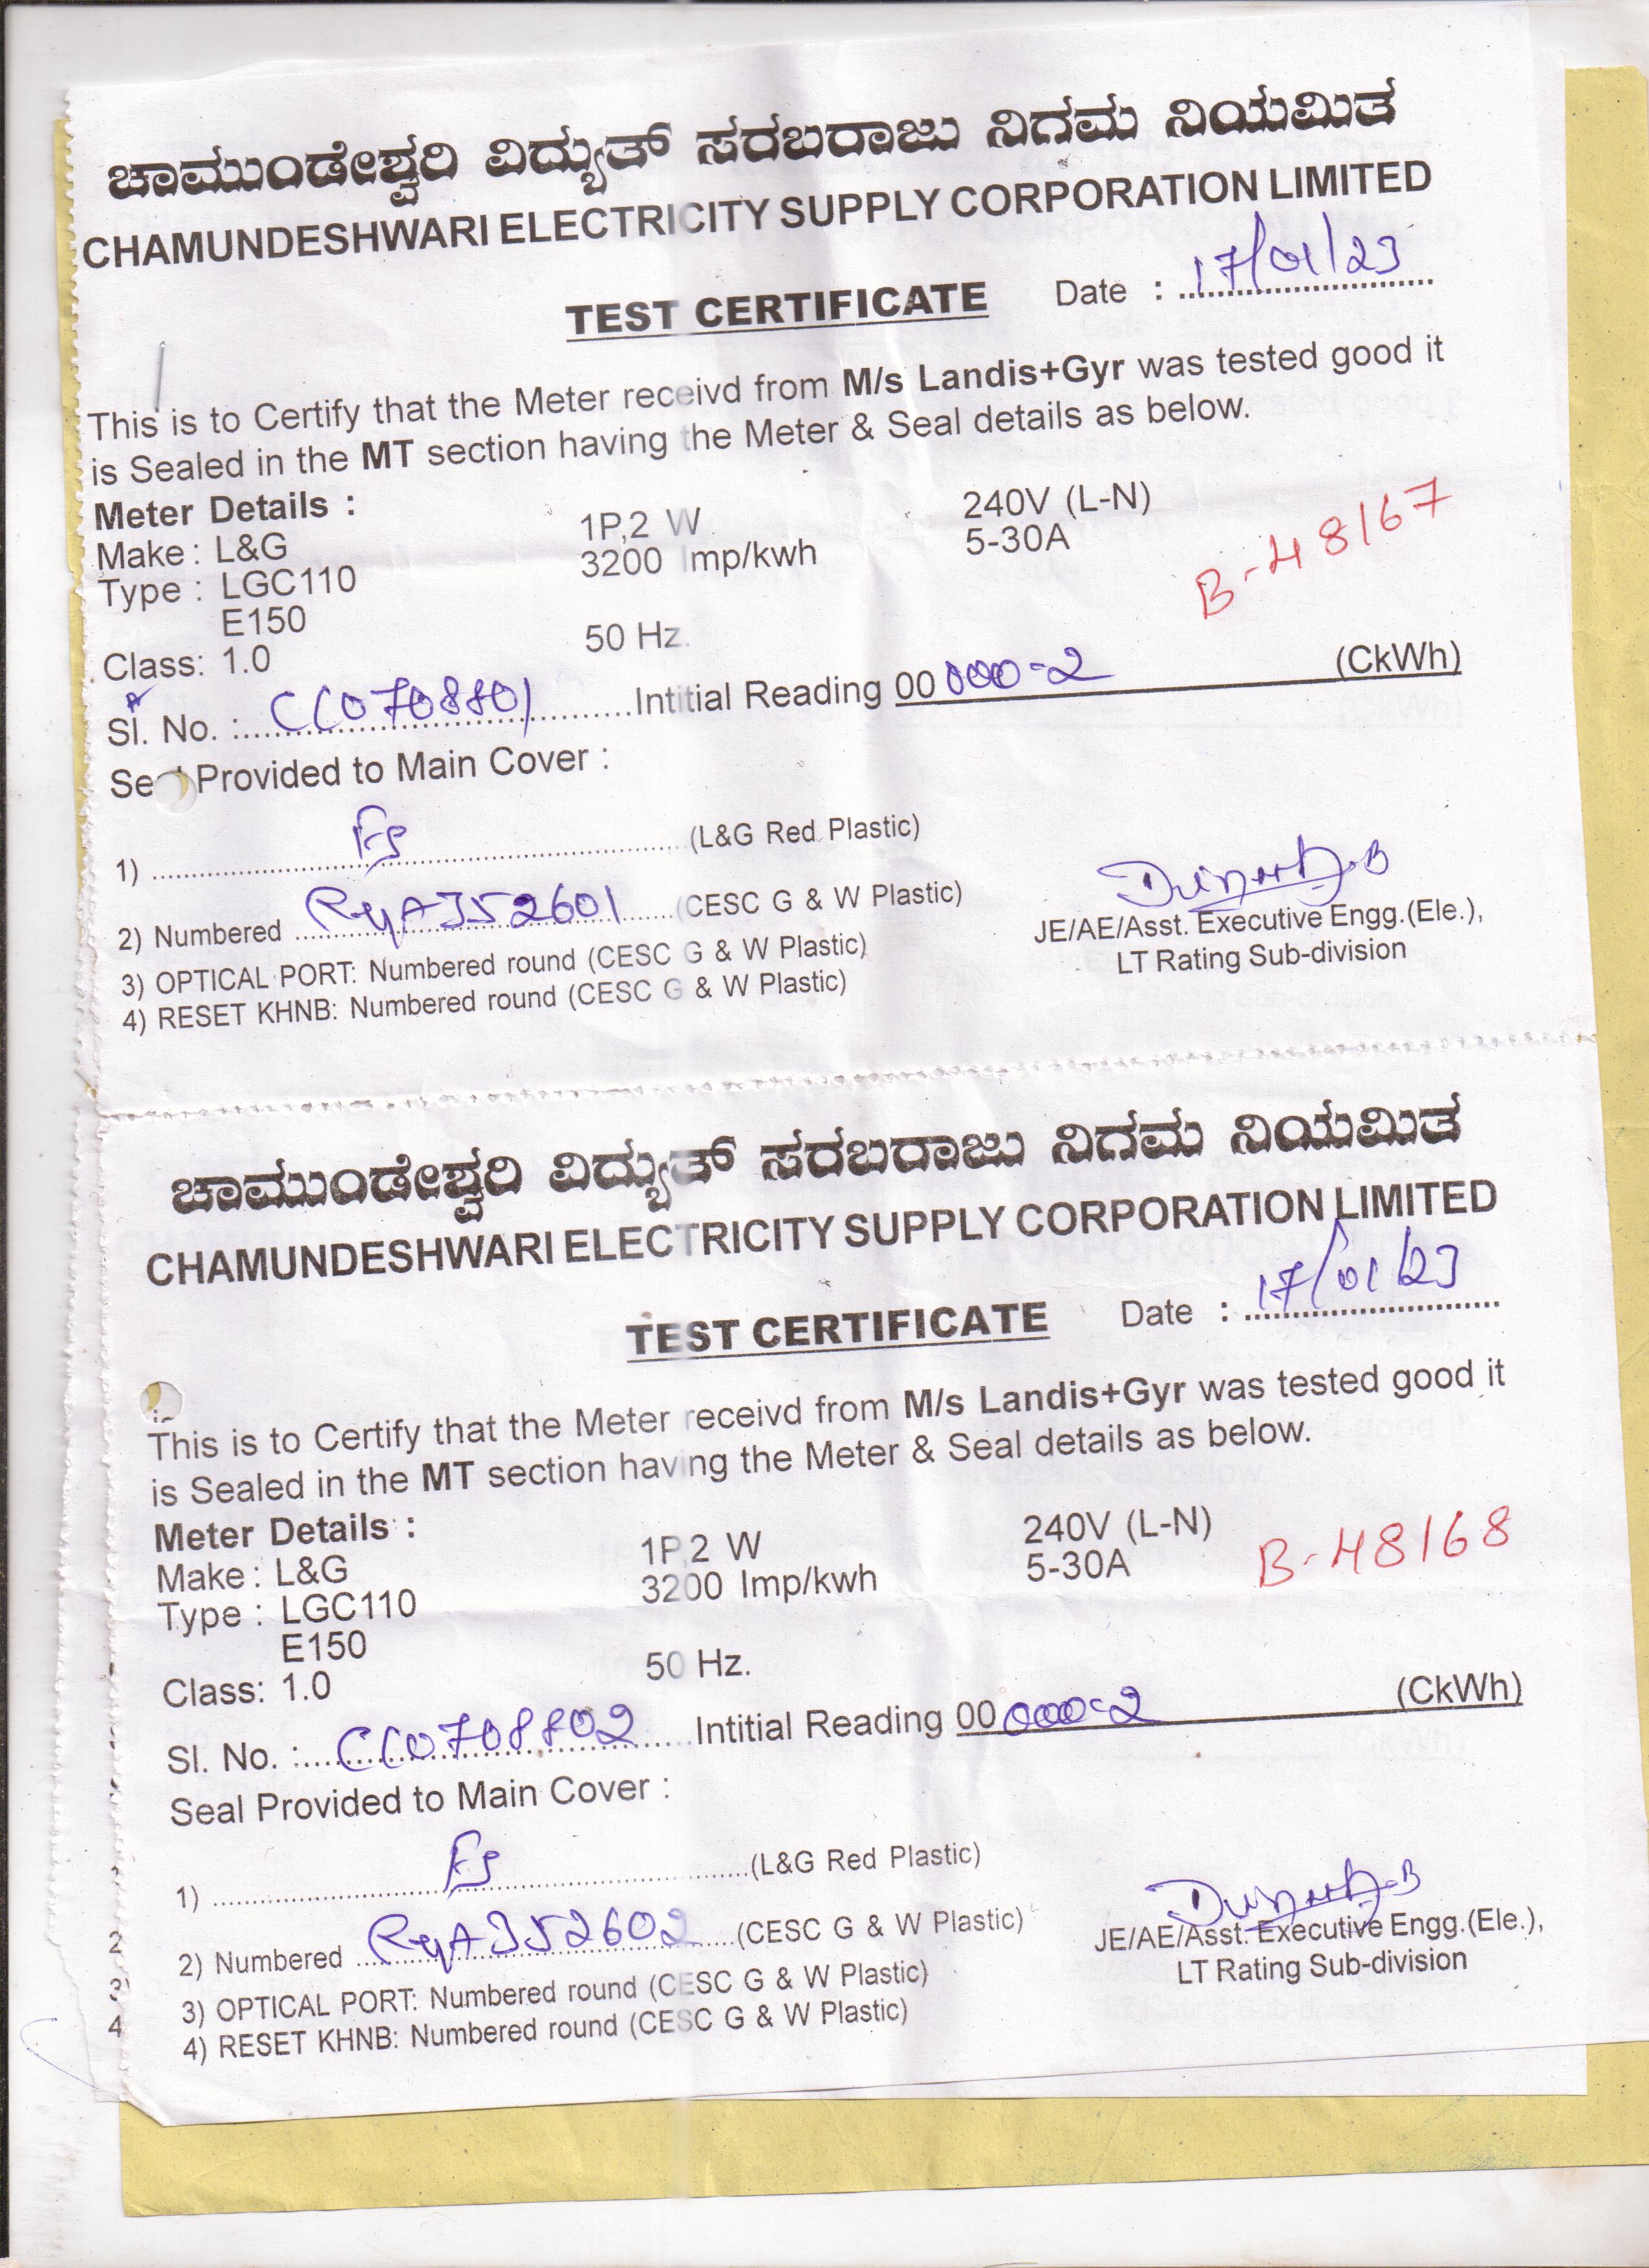 ಚಾಮುಂಡೇಶ್ವರಿ ವಿದ್ಯುತ್ ಸರಬರಾಜು ನಿಗಮ ನಿಯಮಿತ
CHAMUNDESHWARI ELECTRICITY SUPPLY CORPORATION LIMITED
TEST CERTIFICATE Date : 17/01/23
This is to Certify that the Meter receivd from M/s Landis+Gyr was tested good it
is Sealed in the MT section having the Meter & Seal details as below.
Meter Details :
Make : L&G 1P,2 W 240V (L-N)
Type : LGC110 3200 Imp/kwh 5-30A B-48167
E150
Class: 1.0 50 Hz.
Sl. No. : CC0708801 Intitial Reading 00 000-2 (CkWh)
Provided to Main Cover :
1) (L&G Red Plastic)
2) Numbered (CESC G & W Plastic)
3) OPTICAL PORT: Numbered round (CESC G & W Plastic)
4) RESET KHNB: Numbered round (CESC G & W Plastic)
JE/AE/Asst. Executive Engg.(Ele.),
LT Rating Sub-division
ಚಾಮುಂಡೇಶ್ವರಿ ವಿದ್ಯುತ್ ಸರಬರಾಜು ನಿಗಮ ನಿಯಮಿತ
CHAMUNDESHWARI ELECTRICITY SUPPLY CORPORATION LIMITED
TEST CERTIFICATE Date : 17/01/23
This is to Certify that the Meter receivd from M/s Landis+Gyr was tested good it
is Sealed in the MT section having the Meter & Seal details as below.
Meter Details :
Make : L&G 1P,2 W 240V (L-N)
Type : LGC110 3200 Imp/kwh 5-30A B-48168
E150
Class: 1.0 50 Hz.
Sl. No. : CC0708802 Intitial Reading 00 000-2 (CkWh)
Seal Provided to Main Cover :
1) (L&G Red Plastic)
2) Numbered (CESC G & W Plastic)
3) OPTICAL PORT: Numbered round (CESC G & W Plastic)
4) RESET KHNB: Numbered round (CESC G & W Plastic)
JE/AE/Asst. Executive Engg.(Ele.),
LT Rating Sub-division